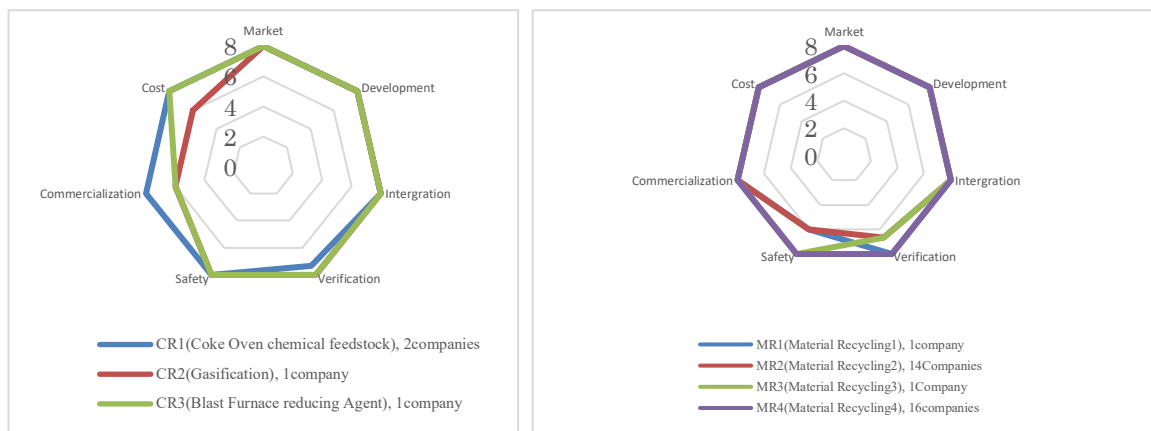 Market
8
6
4
2
0
Cost
Development
Commercialization
Intergration
Safety
Verification
CR1(Coke Oven chemical feedstock), 2companies
CR2(Gasification), 1company
CR3(Blast Furnace reducing Agent), 1company
Market
8
6
4
2
0
Cost
Development
Commercialization
Intergration
Safety
Verification
MR1(Material Recycling1), 1company
MR2(Material Recycling2), 14Companies
MR3(Material Recycling3), 1Company
MR4(Material Recycling4), 16companies